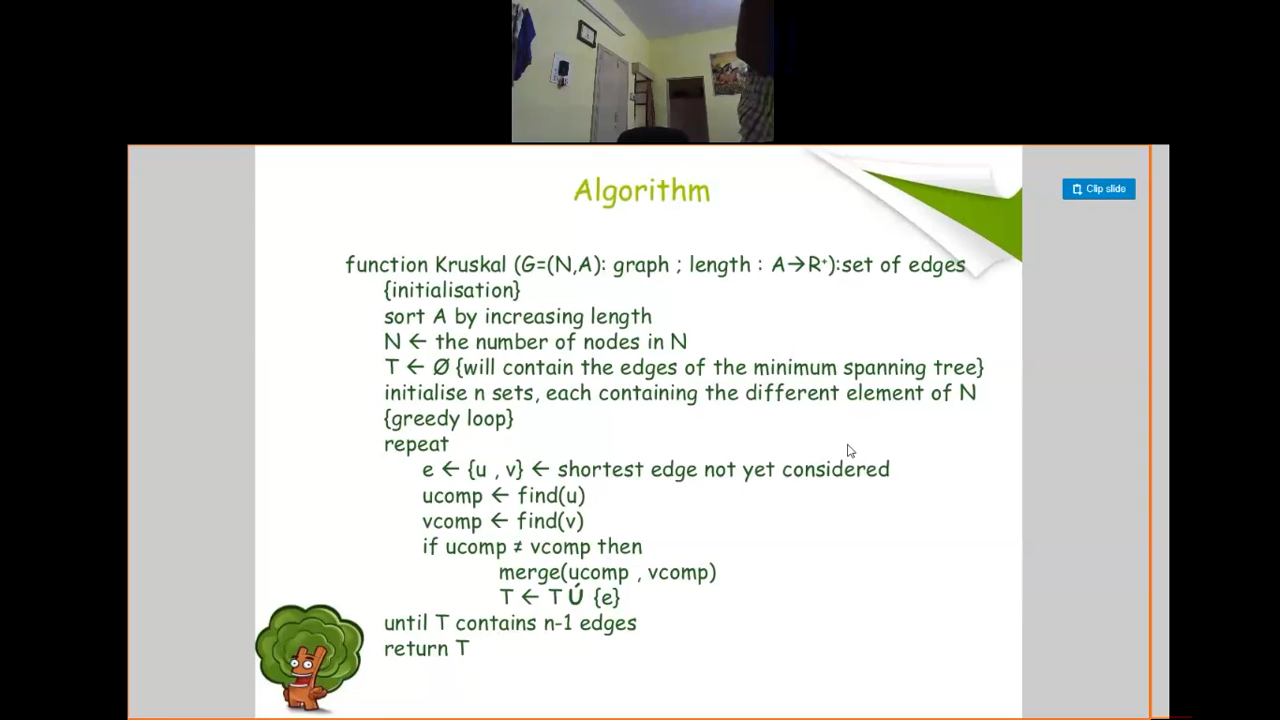 Algorithm
Clip slide
function Kruskal (G=(N,A): graph ; length : A→R⁺):set of edges
{initialisation}
sort A by increasing length
N ← the number of nodes in N
T ← Ø {will contain the edges of the minimum spanning tree}
initialise n sets, each containing the different element of N
{greedy loop}
repeat
e ← {u , v} ← shortest edge not yet considered
ucomp ← find(u)
vcomp ← find(v)
if ucomp ≠ vcomp then
merge(ucomp , vcomp)
T ← T Ú {e}
until T contains n-1 edges
return T